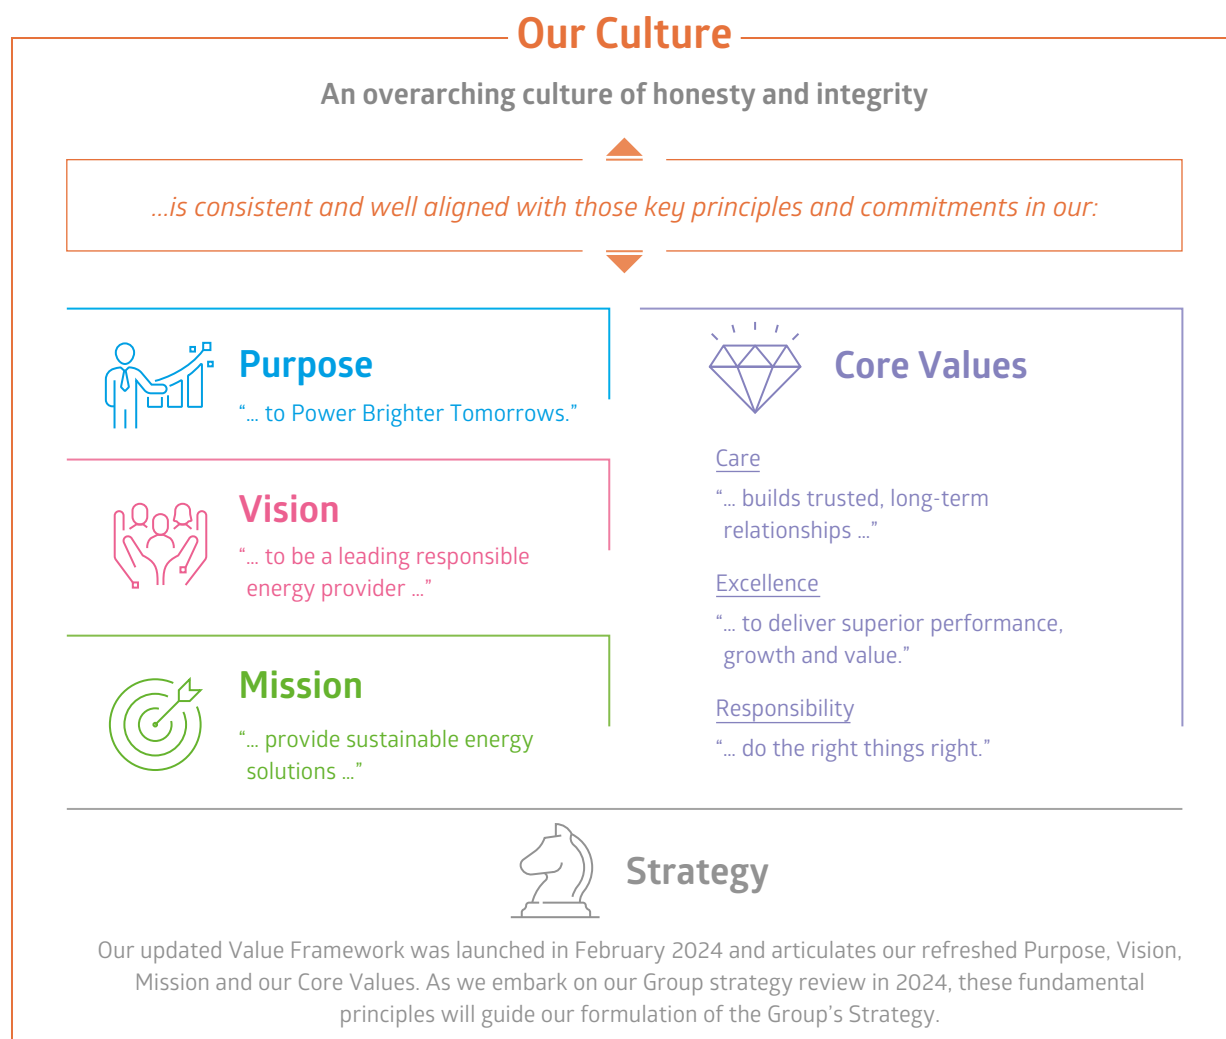 Our Culture
An overarching culture of honesty and integrity
...is consistent and well aligned with those key principles and commitments in our:
Purpose
“... to Power Brighter Tomorrows.”
Vision
“... to be a leading responsible
energy provider ...”
Mission
“... provide sustainable energy
solutions ...”
Core Values
Care
“... builds trusted, long-term
relationships ...”
Excellence
“... to deliver superior performance,
growth and value.”
Responsibility
“... do the right things right.”
Strategy
Our updated Value Framework was launched in February 2024 and articulates our refreshed Purpose, Vision,
Mission and our Core Values. As we embark on our Group strategy review in 2024, these fundamental
principles will guide our formulation of the Group’s Strategy.